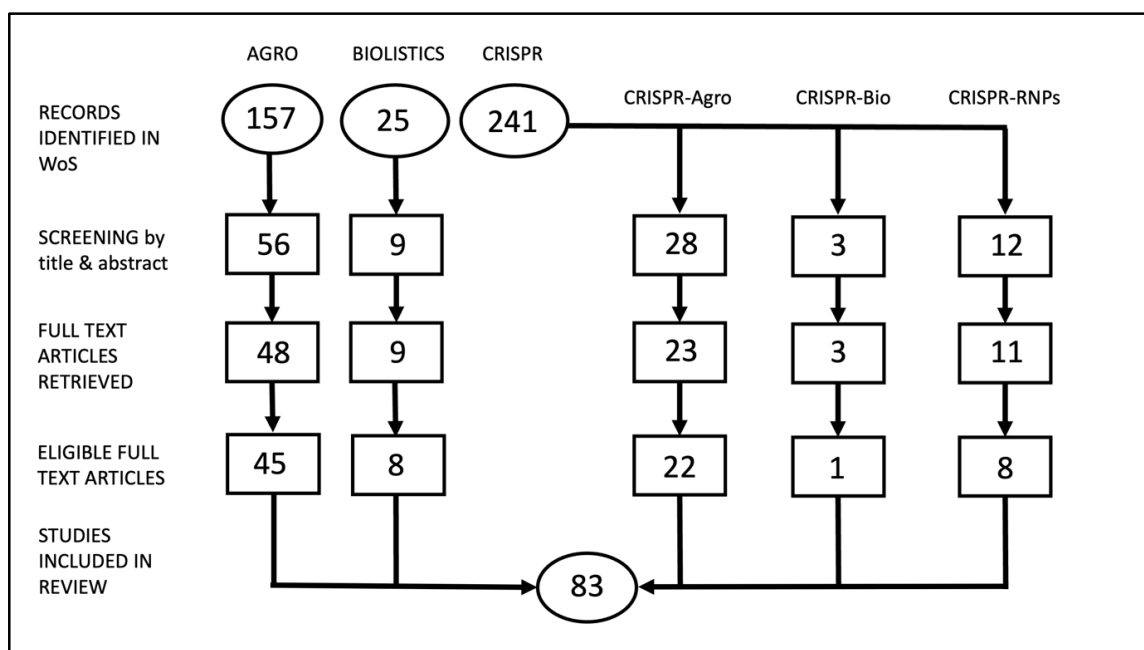 AGRO BIOLISTICS CRISPR
CRISPR-Agro CRISPR-Bio CRISPR-RNPs
RECORDS
IDENTIFIED IN
WoS
157 25 241
SCREENING by
title & abstract
56 9 28 3 12
FULL TEXT
ARTICLES
RETRIEVED
48 9 23 3 11
ELIGIBLE FULL
TEXT ARTICLES
45 8 22 1 8
STUDIES
INCLUDED IN
REVIEW
83